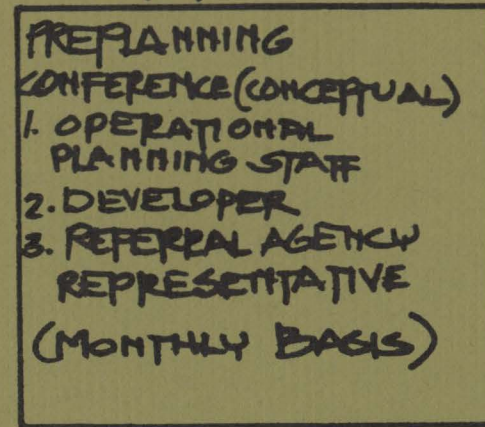 PREPLANNING
CONFERENCE (CONCEPTUAL)
1. OPERATIONAL
PLANNING STAFF
2. DEVELOPER
3. REFERRAL AGENCY
REPRESENTATIVE
(MONTHLY BASIS)